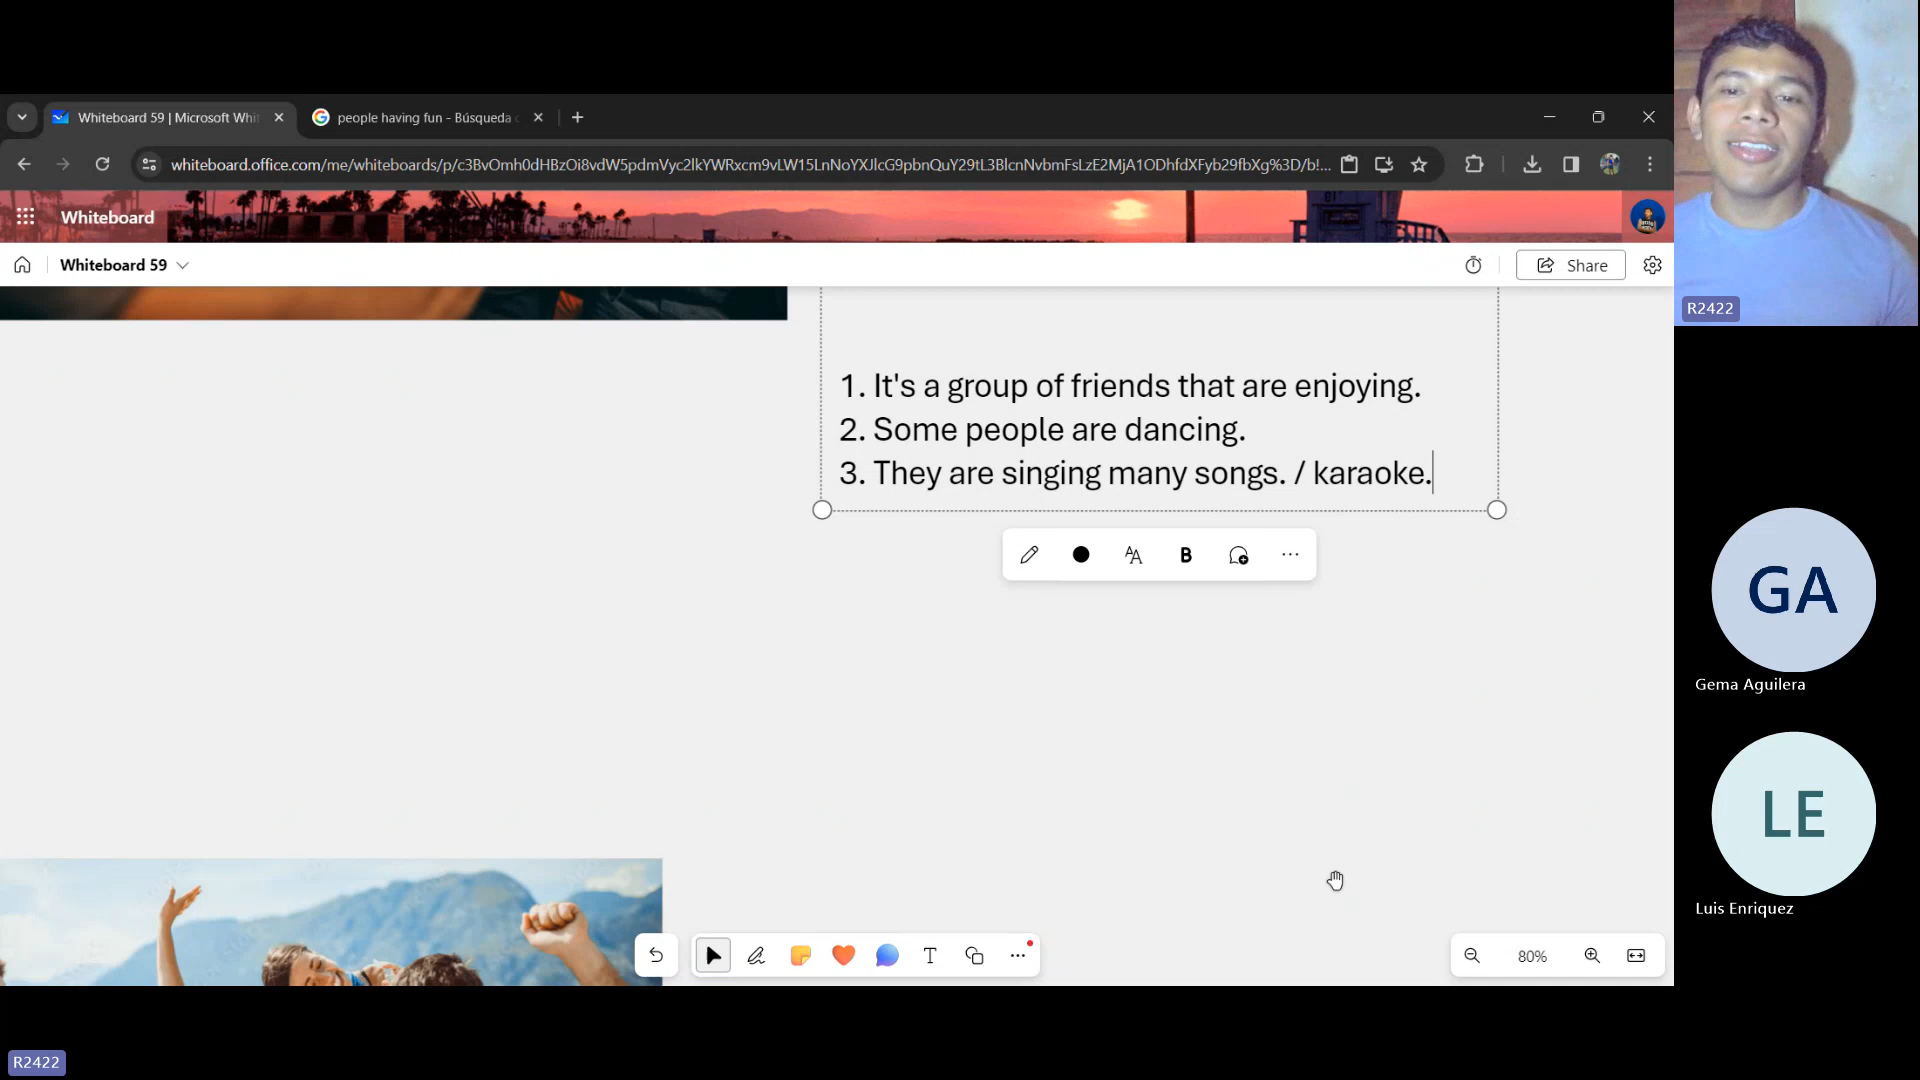 Whiteboard 59 | Microsoft Whi
people having fun - Búsqueda
whiteboard.office.com/me/whiteboards/p/c3BvOmh0dHBzOi8vdW5pdmVyc2lkYWRxcm9vLW15LnNoYXJlcG9pbnQuY29tL3BlcnNvbmFsLzE2MjA1ODhfdXFyb29fbXg%3D/b!...
Whiteboard
Whiteboard 59
Share
1. It's a group of friends that are enjoying.
2. Some people are dancing.
3. They are singing many songs. / karaoke.
B
T
80%
R2422
GA
Gema Aguilera
LE
Luis Enriquez
R2422